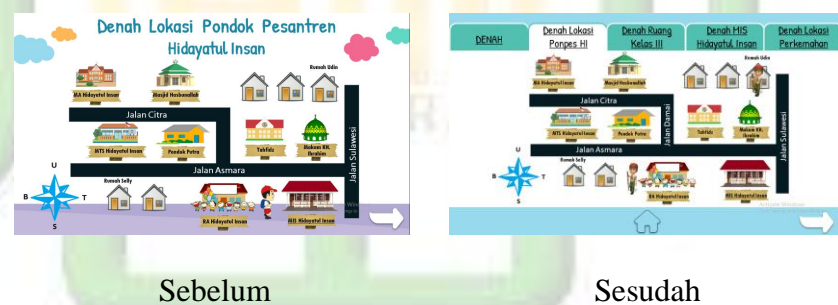 Denah Lokasi Pondok Pesantren
Hidayatul Insan
Rumah Udin
MA Hidayatul Insan
Masjid Hasbunallah
Jalan Citra
MTS Hidayatul Insan
Pondok Putra
Tahfidz
Makam KH. Ibrahim
Jalan Sulawesi
Jalan Asmara
Rumah Selly
U
B
T
S
RA Hidayatul Insan
MIS Hidayatul Insan
Sebelum
DENAH
Denah Lokasi
Ponpes HI
Denah Ruang
Kelas III
Denah MIS
Hidayatul Insan
Denah Lokasi
Perkemahan
Rumah Udin
MA Hidayatul Insan
Masjid Hasbunallah
Jalan Citra
Jalan Damai
MTS Hidayatul Insan
Pondok Putra
Tahfidz
Makam KH.
Ibrahim
Jalan Sulawesi
Jalan Asmara
Rumah Selly
U
B
T
S
RA Hidayatul Insan
MIS Hidayatul Insan
Activate Windows
Sesudah